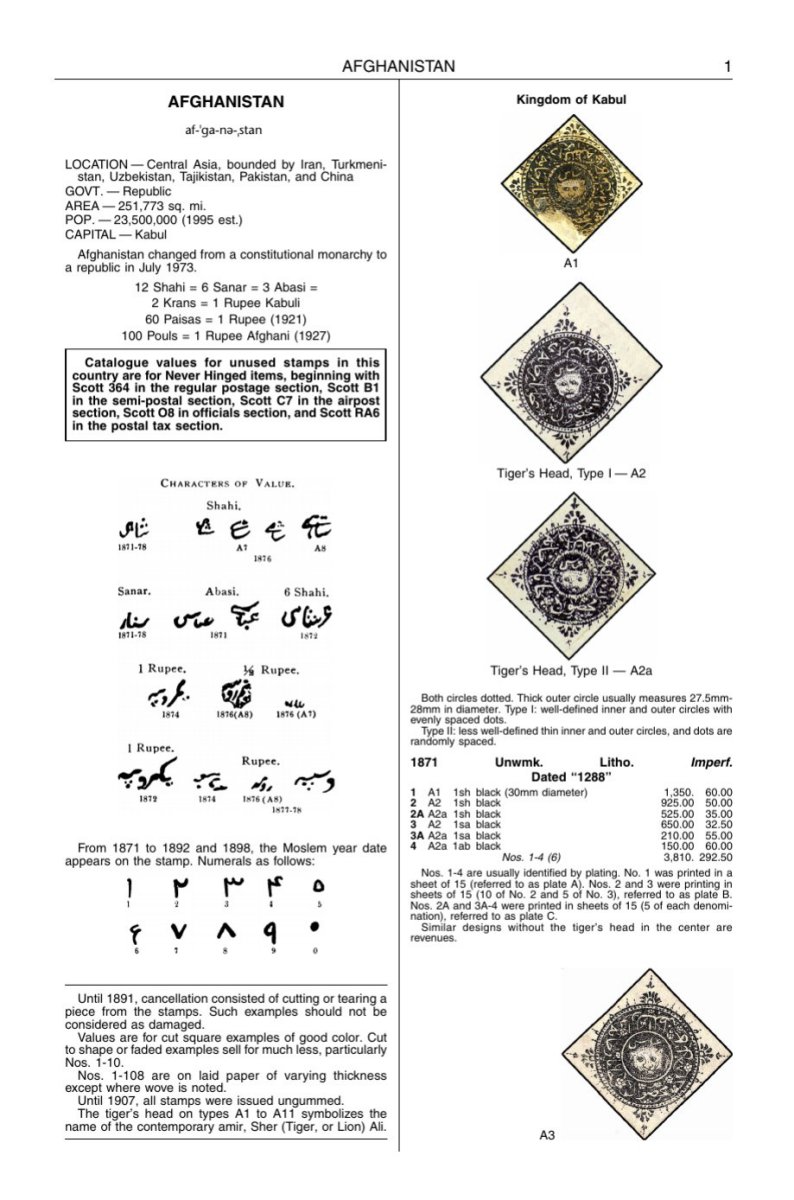 AFGHANISTAN
1
AFGHANISTAN
af-ˈga-nə-ˌstan
LOCATION — Central Asia, bounded by Iran, Turkmeni-
stan, Uzbekistan, Tajikistan, Pakistan, and China
GOVT. — Republic
AREA — 251,773 sq. mi.
POP. — 23,500,000 (1995 est.)
CAPITAL — Kabul
Afghanistan changed from a constitutional monarchy to
a republic in July 1973.
12 Shahi = 6 Sanar = 3 Abasi =
2 Krans = 1 Rupee Kabuli
60 Paisas = 1 Rupee (1921)
100 Pouls = 1 Rupee Afghani (1927)
Catalogue values for unused stamps in this
country are for Never Hinged items, beginning with
Scott 364 in the regular postage section, Scott B1
in the semi-postal section, Scott C7 in the airpost
section, Scott O8 in officials section, and Scott RA6
in the postal tax section.
CHARACTERS OF VALUE.
Shahi.
1871-78
A7
A8
1876
Sanar.
Abasi.
6 Shahi.
1871-78
1871
1872
1 Rupee.
½ Rupee.
1874
1876(A8)
1876 (A7)
1 Rupee.
Rupee.
1872
1874
1876 (A8)
1877-78
From 1871 to 1892 and 1898, the Moslem year date
appears on the stamp. Numerals as follows:
۱ ۲ ۳ ۴ ۵
1 2 3 4 5
۶ ۷ ۸ ۹ ۰
6 7 8 9 0
Until 1891, cancellation consisted of cutting or tearing a
piece from the stamps. Such examples should not be
considered as damaged.
Values are for cut square examples of good color. Cut
to shape or faded examples sell for much less, particularly
Nos. 1-10.
Nos. 1-108 are on laid paper of varying thickness
except where wove is noted.
Until 1907, all stamps were issued ungummed.
The tiger's head on types A1 to A11 symbolizes the
name of the contemporary amir, Sher (Tiger, or Lion) Ali.
Kingdom of Kabul
A1
Tiger's Head, Type I — A2
Tiger's Head, Type II — A2a
Both circles dotted. Thick outer circle usually measures 27.5mm-
28mm in diameter. Type I: well-defined inner and outer circles with
evenly spaced dots.
Type II: less well-defined thin inner and outer circles, and dots are
randomly spaced.
1871 Unwmk. Litho. Imperf.
Dated "1288"
1 A1 1sh black (30mm diameter) 1,350. 60.00
2 A2 1sh black 925.00 50.00
2A A2a 1sh black 525.00 35.00
3 A2 1sa black 650.00 32.50
3A A2a 1sa black 210.00 55.00
4 A2a 1ab black 150.00 60.00
Nos. 1-4 (6) 3,810. 292.50
Nos. 1-4 are usually identified by plating. No. 1 was printed in a
sheet of 15 (referred to as plate A). Nos. 2 and 3 were printing in
sheets of 15 (10 of No. 2 and 5 of No. 3), referred to as plate B.
Nos. 2A and 3A-4 were printed in sheets of 15 (5 of each denomi-
nation), referred to as plate C.
Similar designs without the tiger's head in the center are
revenues.
A3